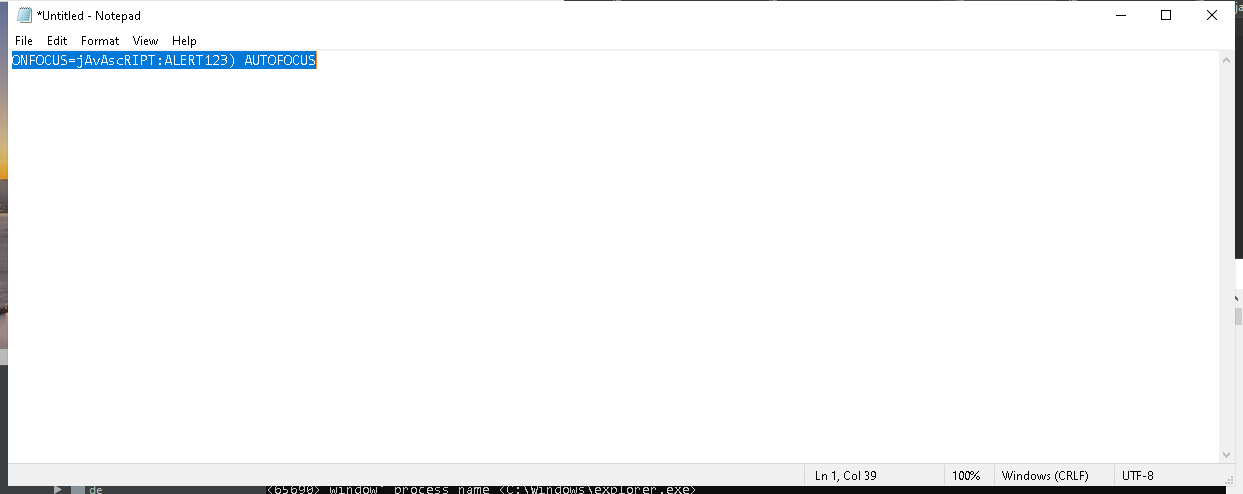 *Untitled - Notepad
File Edit Format View Help
ONFOCUS=jAvAscRIPT:ALERT123) AUTOFOCUS
Ln 1, Col 39 100% Windows (CRLF) UTF-8
de <65690> window' process name <C:\Windows\explorer.exe>